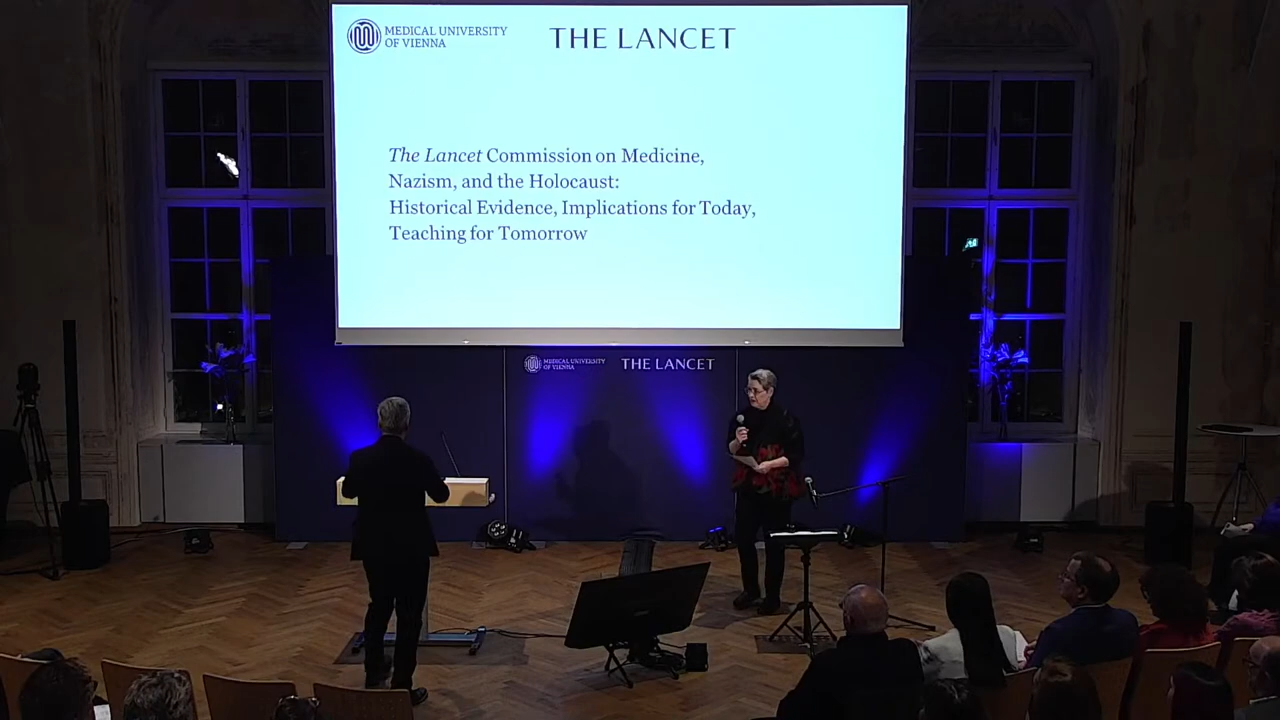 MEDICAL UNIVERSITY
OF VIENNA
THE LANCET
The Lancet Commission on Medicine,
Nazism, and the Holocaust:
Historical Evidence, Implications for Today,
Teaching for Tomorrow
MEDICAL UNIVERSITY
OF VIENNA
THE LANCET